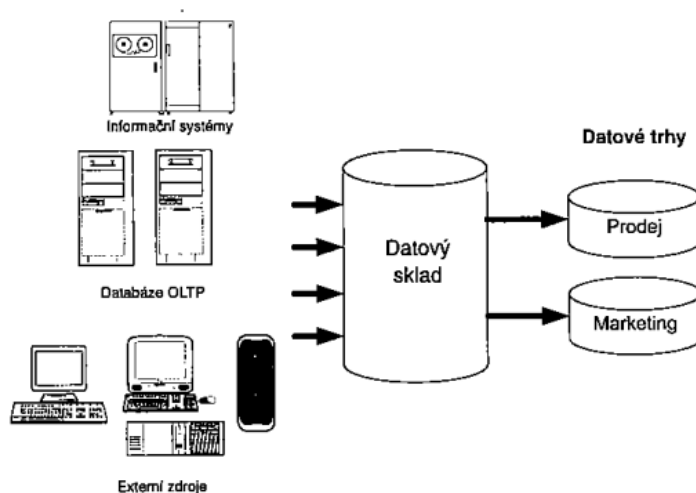 Informační systémy
Databáze OLTP
Externí zdroje
Datový
sklad
Datové trhy
Prodej
Marketing